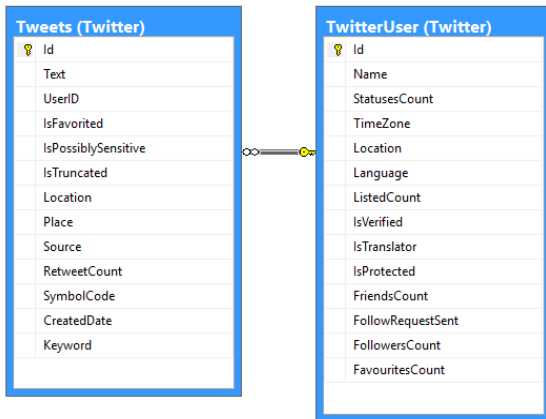 Tweets (Twitter)
Id
Text
UserID
IsFavorited
IsPossiblySensitive
IsTruncated
Location
Place
Source
RetweetCount
SymbolCode
CreatedDate
Keyword
TwitterUser (Twitter)
Id
Name
StatusesCount
TimeZone
Location
Language
ListedCount
IsVerified
IsTranslator
IsProtected
FriendsCount
FollowRequestSent
FollowersCount
FavouritesCount